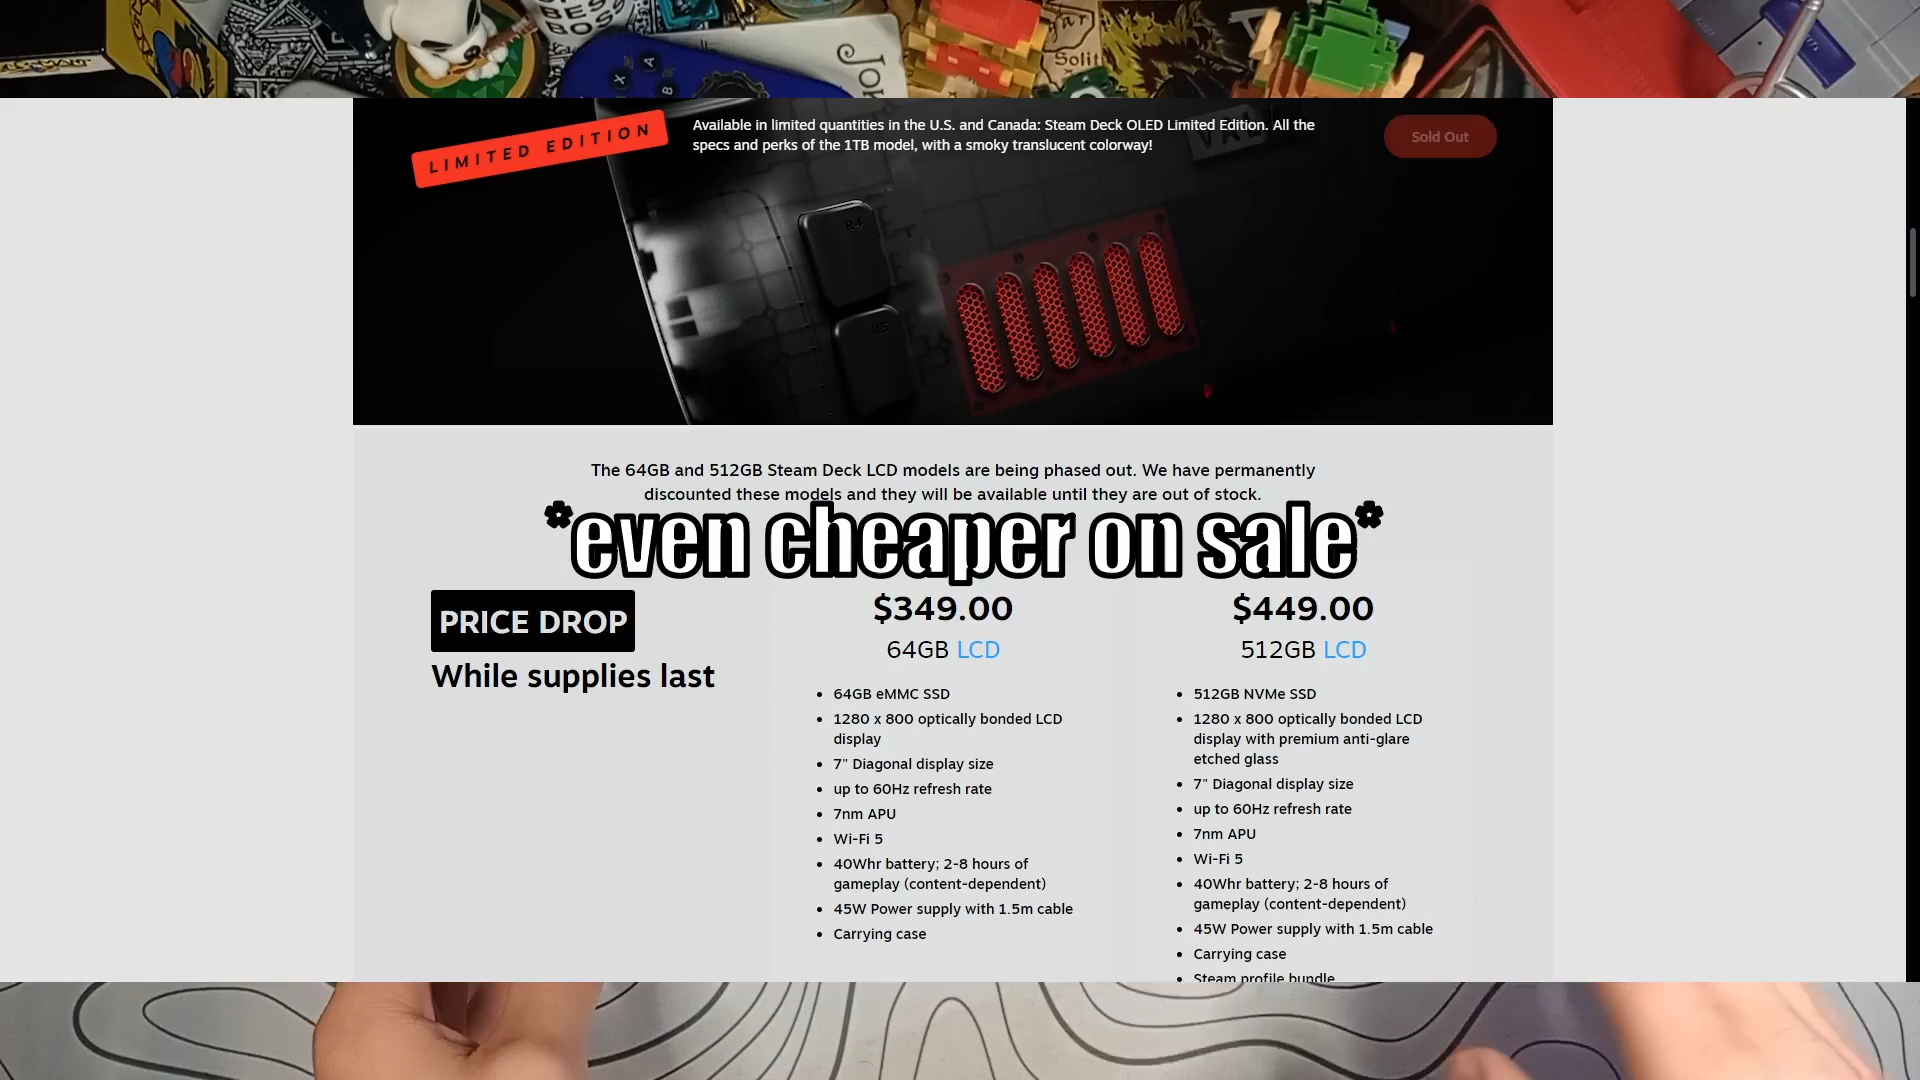 X
A
B
Jo
Solit
LIMITED EDITION
Available in limited quantities in the U.S. and Canada: Steam Deck OLED Limited Edition. All the
specs and perks of the 1TB model, with a smoky translucent colorway!
Sold Out
R4
R5
The 64GB and 512GB Steam Deck LCD models are being phased out. We have permanently
discounted these models and they will be available until they are out of stock.
*even cheaper on sale*
PRICE DROP
While supplies last
$349.00
64GB LCD
• 64GB eMMC SSD
• 1280 x 800 optically bonded LCD
display
• 7" Diagonal display size
• up to 60Hz refresh rate
• 7nm APU
• Wi-Fi 5
• 40Whr battery; 2-8 hours of
gameplay (content-dependent)
• 45W Power supply with 1.5m cable
• Carrying case
$449.00
512GB LCD
• 512GB NVMe SSD
• 1280 x 800 optically bonded LCD
display with premium anti-glare
etched glass
• 7" Diagonal display size
• up to 60Hz refresh rate
• 7nm APU
• Wi-Fi 5
• 40Whr battery; 2-8 hours of
gameplay (content-dependent)
• 45W Power supply with 1.5m cable
• Carrying case
• Steam profile bundle